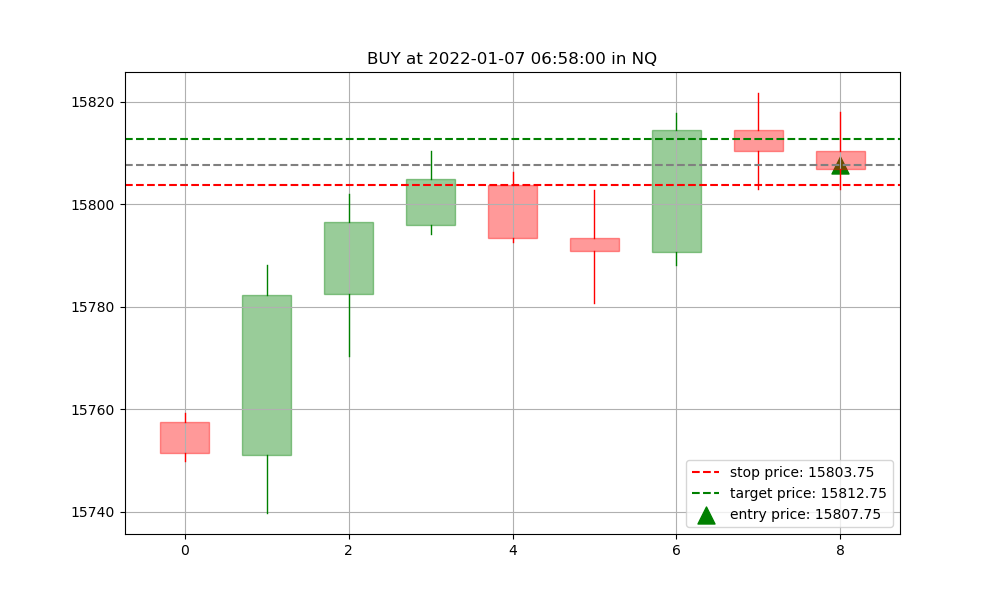 BUY at 2022-01-07 06:58:00 in NQ
15820
15800
15780
15760
15740
stop price: 15803.75
target price: 15812.75
entry price: 15807.75
0 2 4 6 8